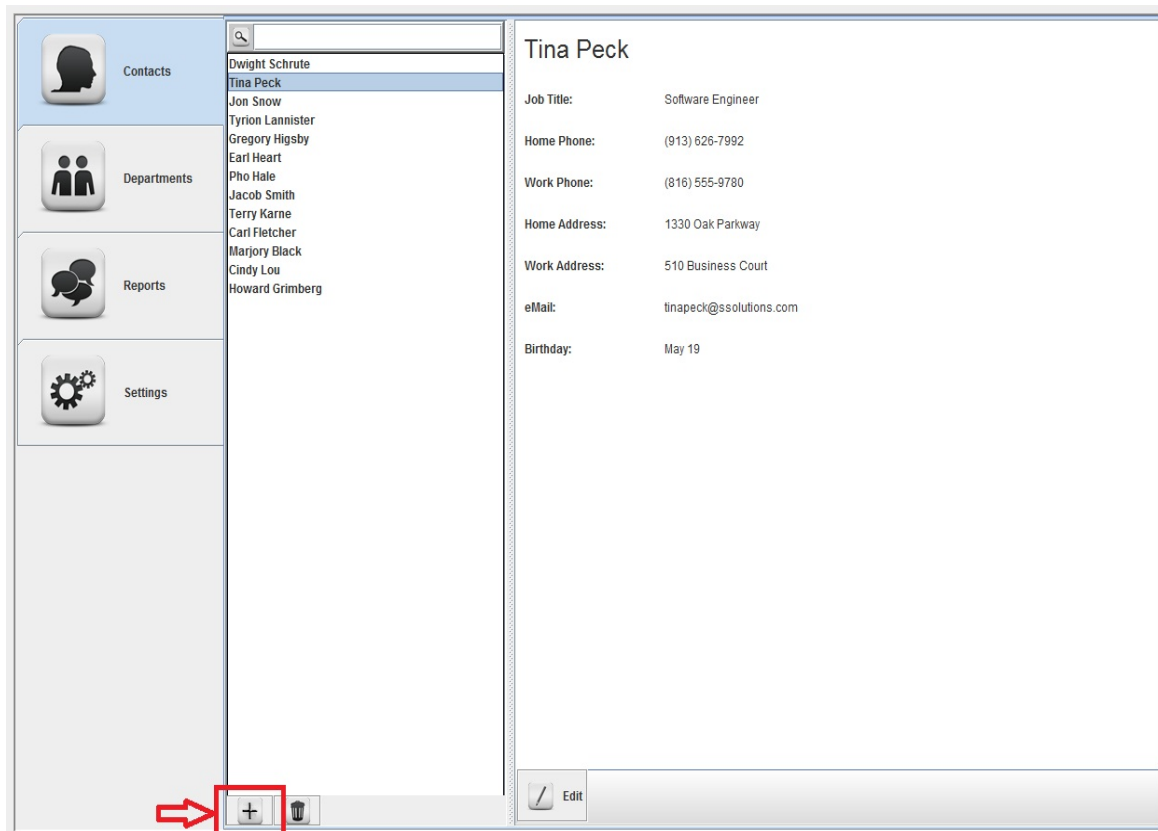 Contacts
Departments
Reports
Settings
Dwight Schrute
Tina Peck
Jon Snow
Tyrion Lannister
Gregory Higsby
Earl Heart
Pho Hale
Jacob Smith
Terry Karne
Carl Fletcher
Marjory Black
Cindy Lou
Howard Grimberg
Tina Peck
Job Title: Software Engineer
Home Phone: (913) 626-7992
Work Phone: (816) 555-9780
Home Address: 1330 Oak Parkway
Work Address: 510 Business Court
eMail: tinapeck@ssolutions.com
Birthday: May 19
Edit